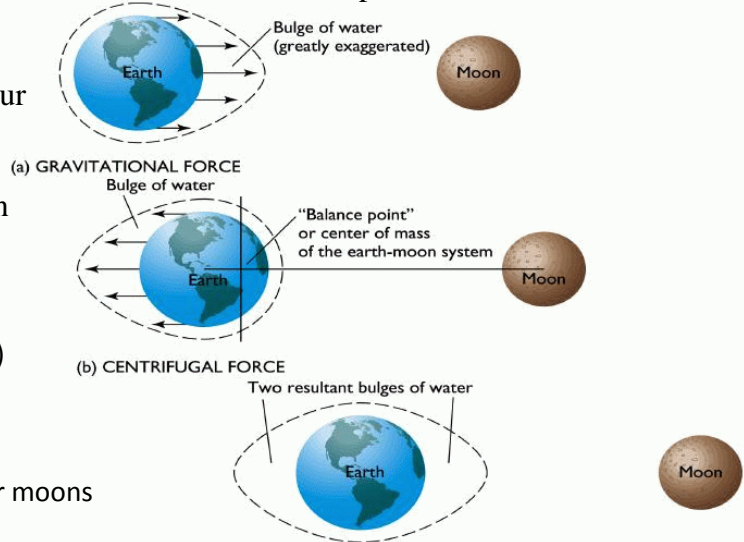 Bulge of water
(greatly exaggerated)
Earth
Moon
ur
(a) GRAVITATIONAL FORCE
Bulge of water
"Balance point"
or center of mass
of the earth-moon system
Earth
Moon
)
(b) CENTRIFUGAL FORCE
Two resultant bulges of water
Earth
Moon
r moons